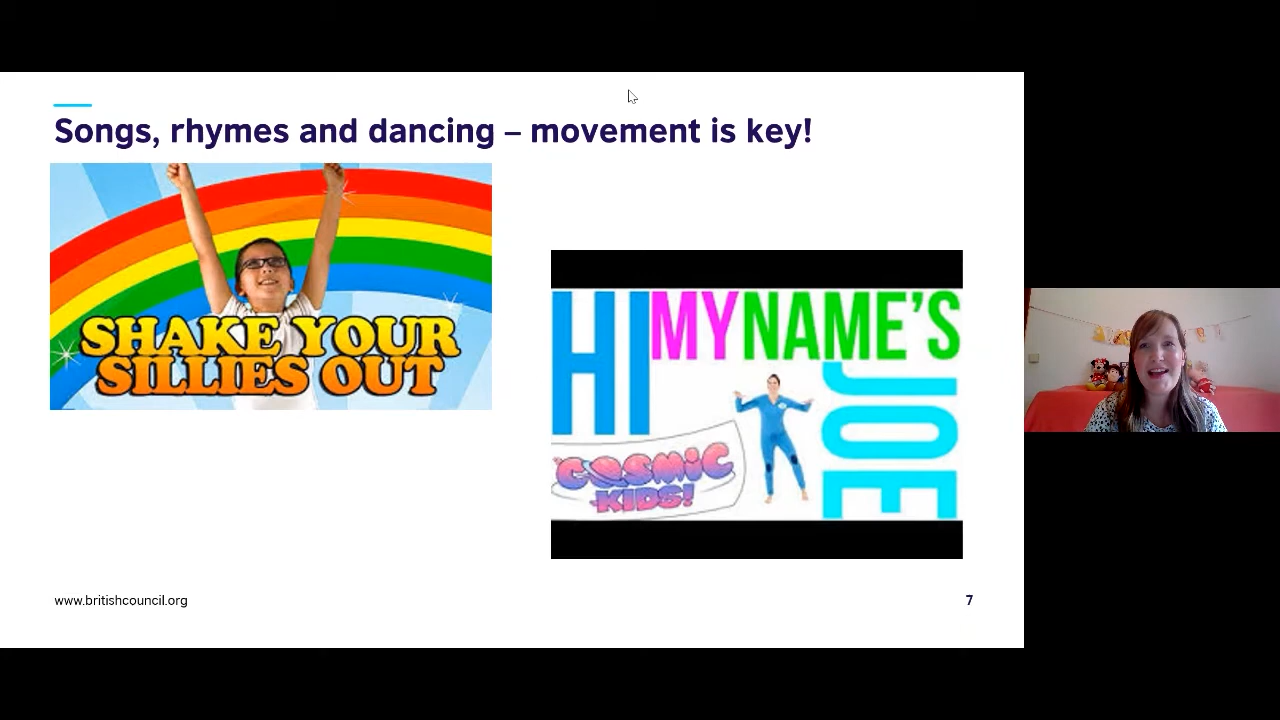 Songs, rhymes and dancing – movement is key!
SHAKE YOUR
SILLIES OUT
HI MY NAME'S
JOE
COSMIC
KIDS!
www.britishcouncil.org
7